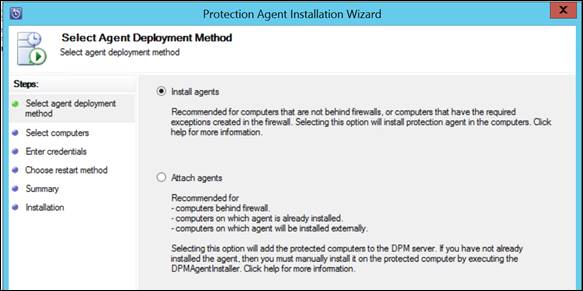 Protection Agent Installation Wizard
X
Select Agent Deployment Method
Select agent deployment method
Steps:
Select agent deployment
method
Select computers
Enter credentials
Choose restart method
Summary
Installation
Install agents
Recommended for computers that are not behind firewalls, or computers that have the required
exceptions created in the firewall. Selecting this option will install protection agent in the computers. Click
help for more information.
Attach agents
Recommended for
- computers behind firewall.
- computers on which agent is already installed.
- computers on which agent will be installed externally.
Selecting this option will add the protected computers to the DPM server. If you have not already
installed the agent, then you must manually install it on the protected computer by executing the
DPMAgentInstaller. Click help for more information.